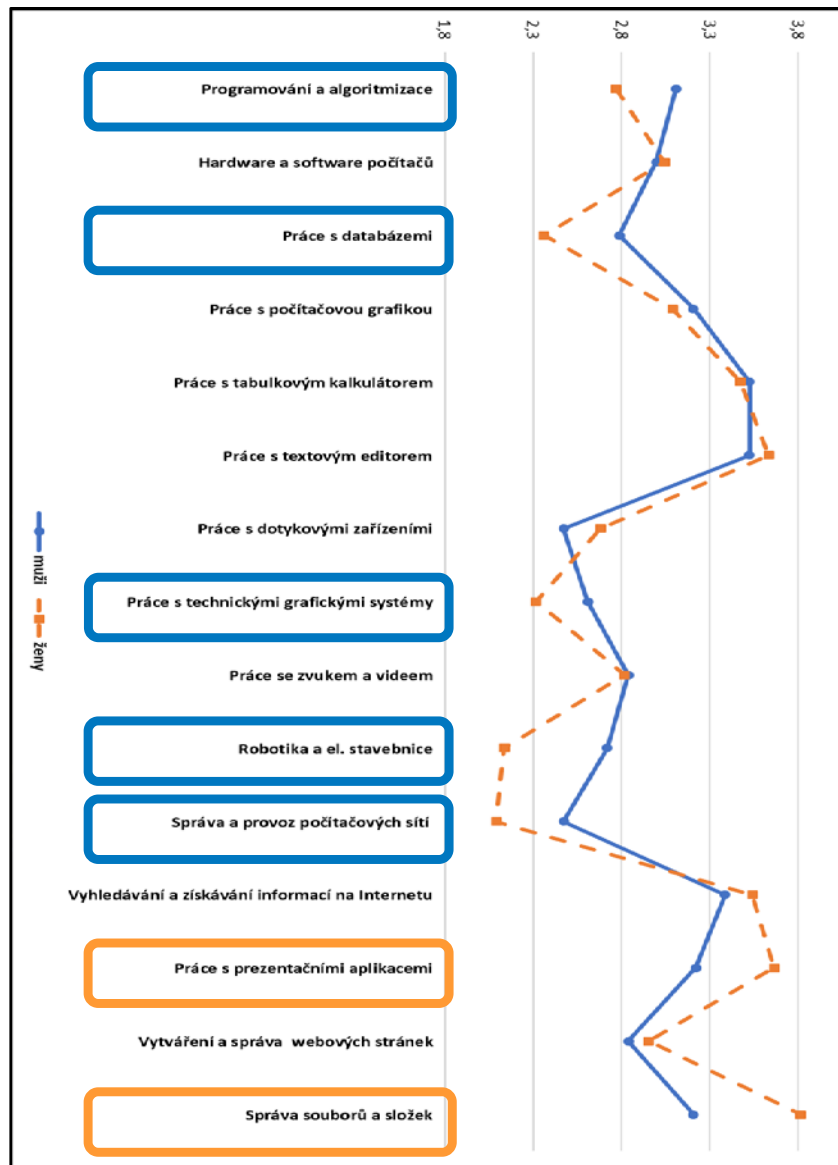 1,8
2,3
2,8
3,3
3,8
Programování a algoritmizace
Hardware a software počítačů
Práce s databázemi
Práce s počítačovou grafikou
Práce s tabulkovým kalkulátorem
Práce s textovým editorem
Práce s dotykovými zařízeními
Práce s technickými grafickými systémy
Práce se zvukem a videem
Robotika a el. stavebnice
Správa a provoz počítačových sítí
Vyhledávání a získávání informací na Internetu
Práce s prezentačními aplikacemi
Vytváření a správa webových stránek
Správa souborů a složek
muži
ženy